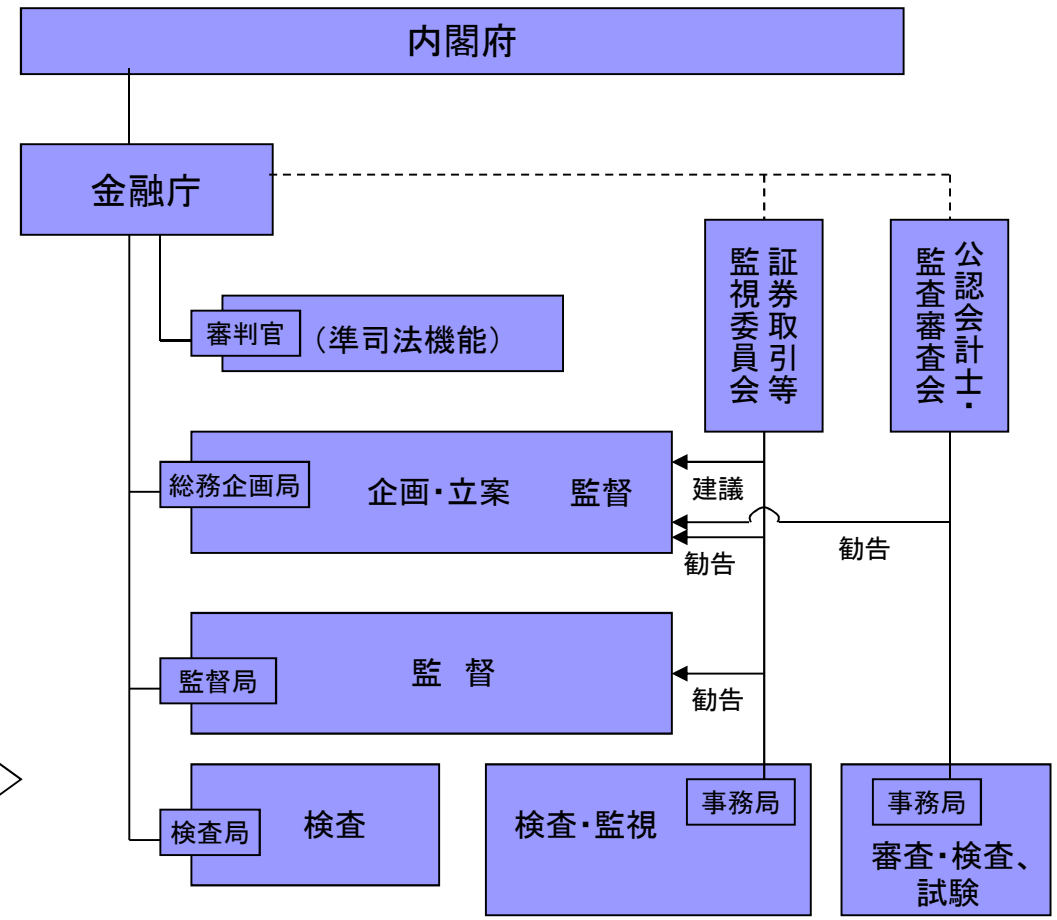 内閣府
金融庁
証券取引等
監視委員会
公認会計士・
監査審査会
審判官
（準司法機能）
総務企画局
企画・立案　監督
建議
勧告
勧告
監督局
監　督
勧告
検査局
検査
検査・監視
事務局
事務局
審査・検査、
試験